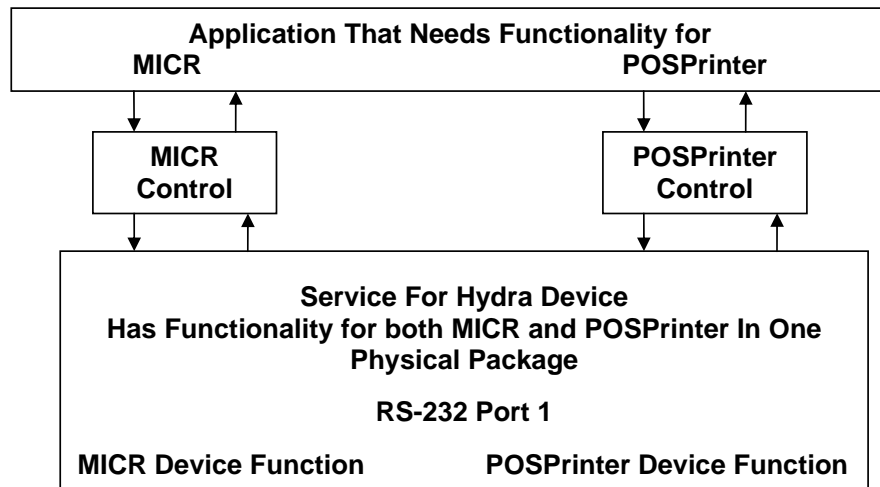 Application That Needs Functionality for
MICR POSPrinter
MICR
Control
POSPrinter
Control
Service For Hydra Device
Has Functionality for both MICR and POSPrinter In One
Physical Package
RS-232 Port 1
MICR Device Function POSPrinter Device Function